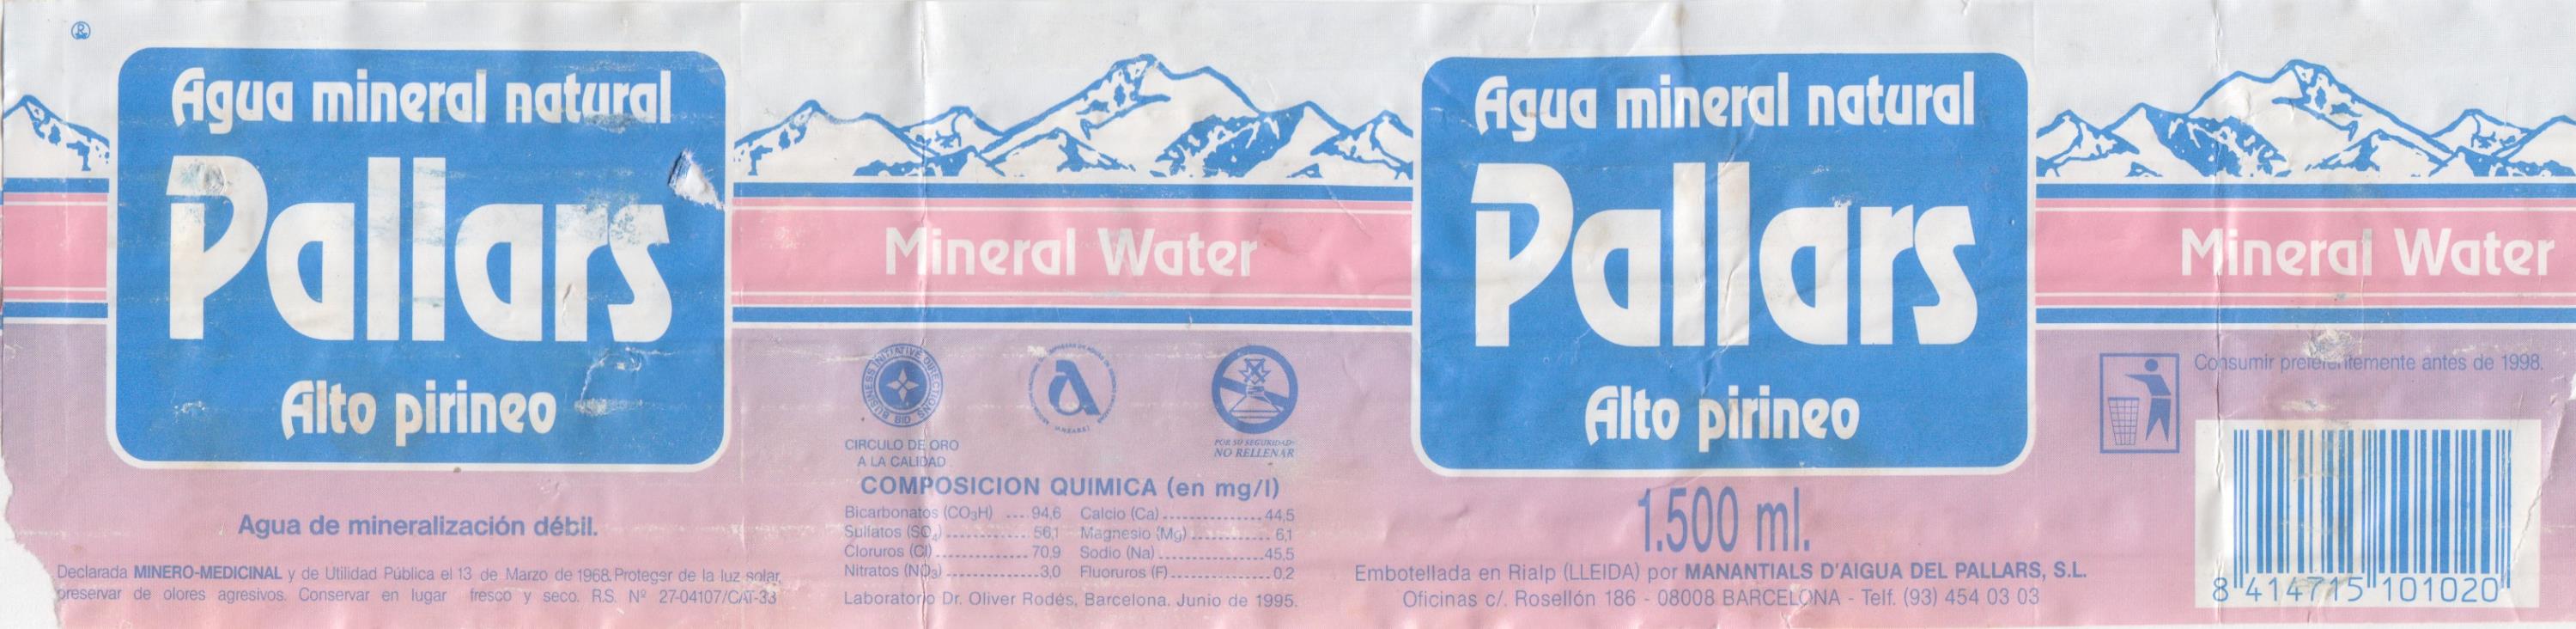 ®
Agua mineral natural
Pallars
Alto pirineo
Agua de mineralización débil.
Declarada MINERO-MEDICINAL y de Utilidad Pública el 13 de Marzo de 1968. Proteger de la luz solar,
preservar de olores agresivos. Conservar en lugar fresco y seco. R.S. Nº 27-04107/CAT-33
Mineral Water
BUSINESS INITIATIVE DIRECTIONS
BID
CIRCULO DE ORO
A LA CALIDAD
POR SU SEGURIDAD-
NO RELLENAR
COMPOSICION QUIMICA (en mg/l)
Bicarbonatos (CO3H) .... 94,6 Calcio (Ca) ............... 44,5
Sulfatos (SO4) ............. 56,1 Magnesio (Mg) ........... 6,1
Cloruros (Cl) .............. 70,9 Sodio (Na) ................ 45,5
Nitratos (NO3) .............. 3,0 Fluoruros (F) ............... 0,2
Laboratorio Dr. Oliver Rodés, Barcelona. Junio de 1995.
Agua mineral natural
Pallars
Alto pirineo
1.500 ml.
Embotellada en Rialp (LLEIDA) por MANANTIALS D'AIGUA DEL PALLARS, S.L.
Oficinas c/. Rosellón 186 - 08008 BARCELONA - Telf. (93) 454 03 03
Mineral Water
Consumir preferentemente antes de 1998.
8 414715 101020